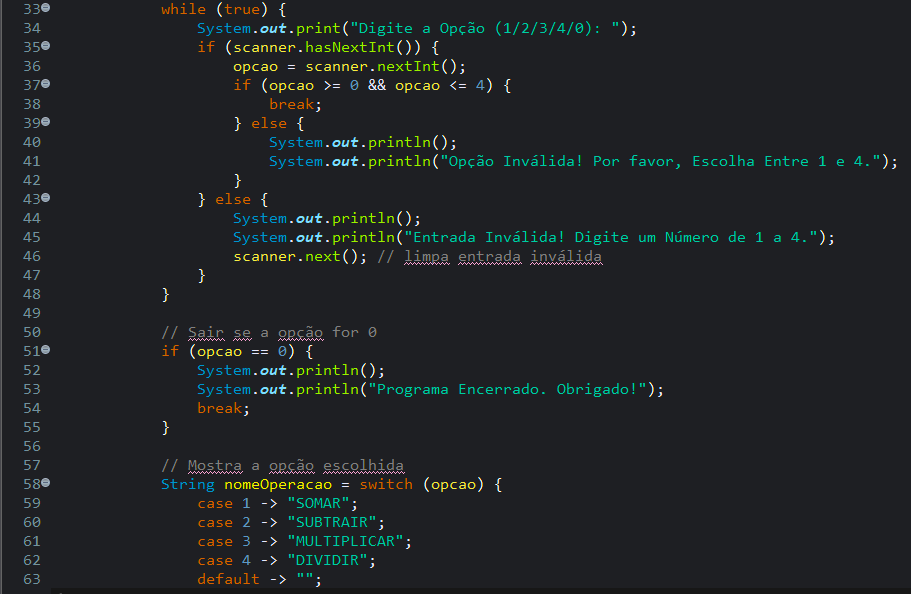 33 while (true) {
34 System.out.print("Digite a Opção (1/2/3/4/0): ");
35 if (scanner.hasNextInt()) {
36 opcao = scanner.nextInt();
37 if (opcao >= 0 && opcao <= 4) {
38 break;
39 } else {
40 System.out.println();
41 System.out.println("Opção Inválida! Por favor, Escolha Entre 1 e 4.");
42 }
43 } else {
44 System.out.println();
45 System.out.println("Entrada Inválida! Digite um Número de 1 a 4.");
46 scanner.next(); // limpa entrada inválida
47 }
48 }
49
50 // Sair se a opção for 0
51 if (opcao == 0) {
52 System.out.println();
53 System.out.println("Programa Encerrado. Obrigado!");
54 break;
55 }
56
57 // Mostra a opção escolhida
58 String nomeOperacao = switch (opcao) {
59 case 1 -> "SOMAR";
60 case 2 -> "SUBTRAIR";
61 case 3 -> "MULTIPLICAR";
62 case 4 -> "DIVIDIR";
63 default -> "";